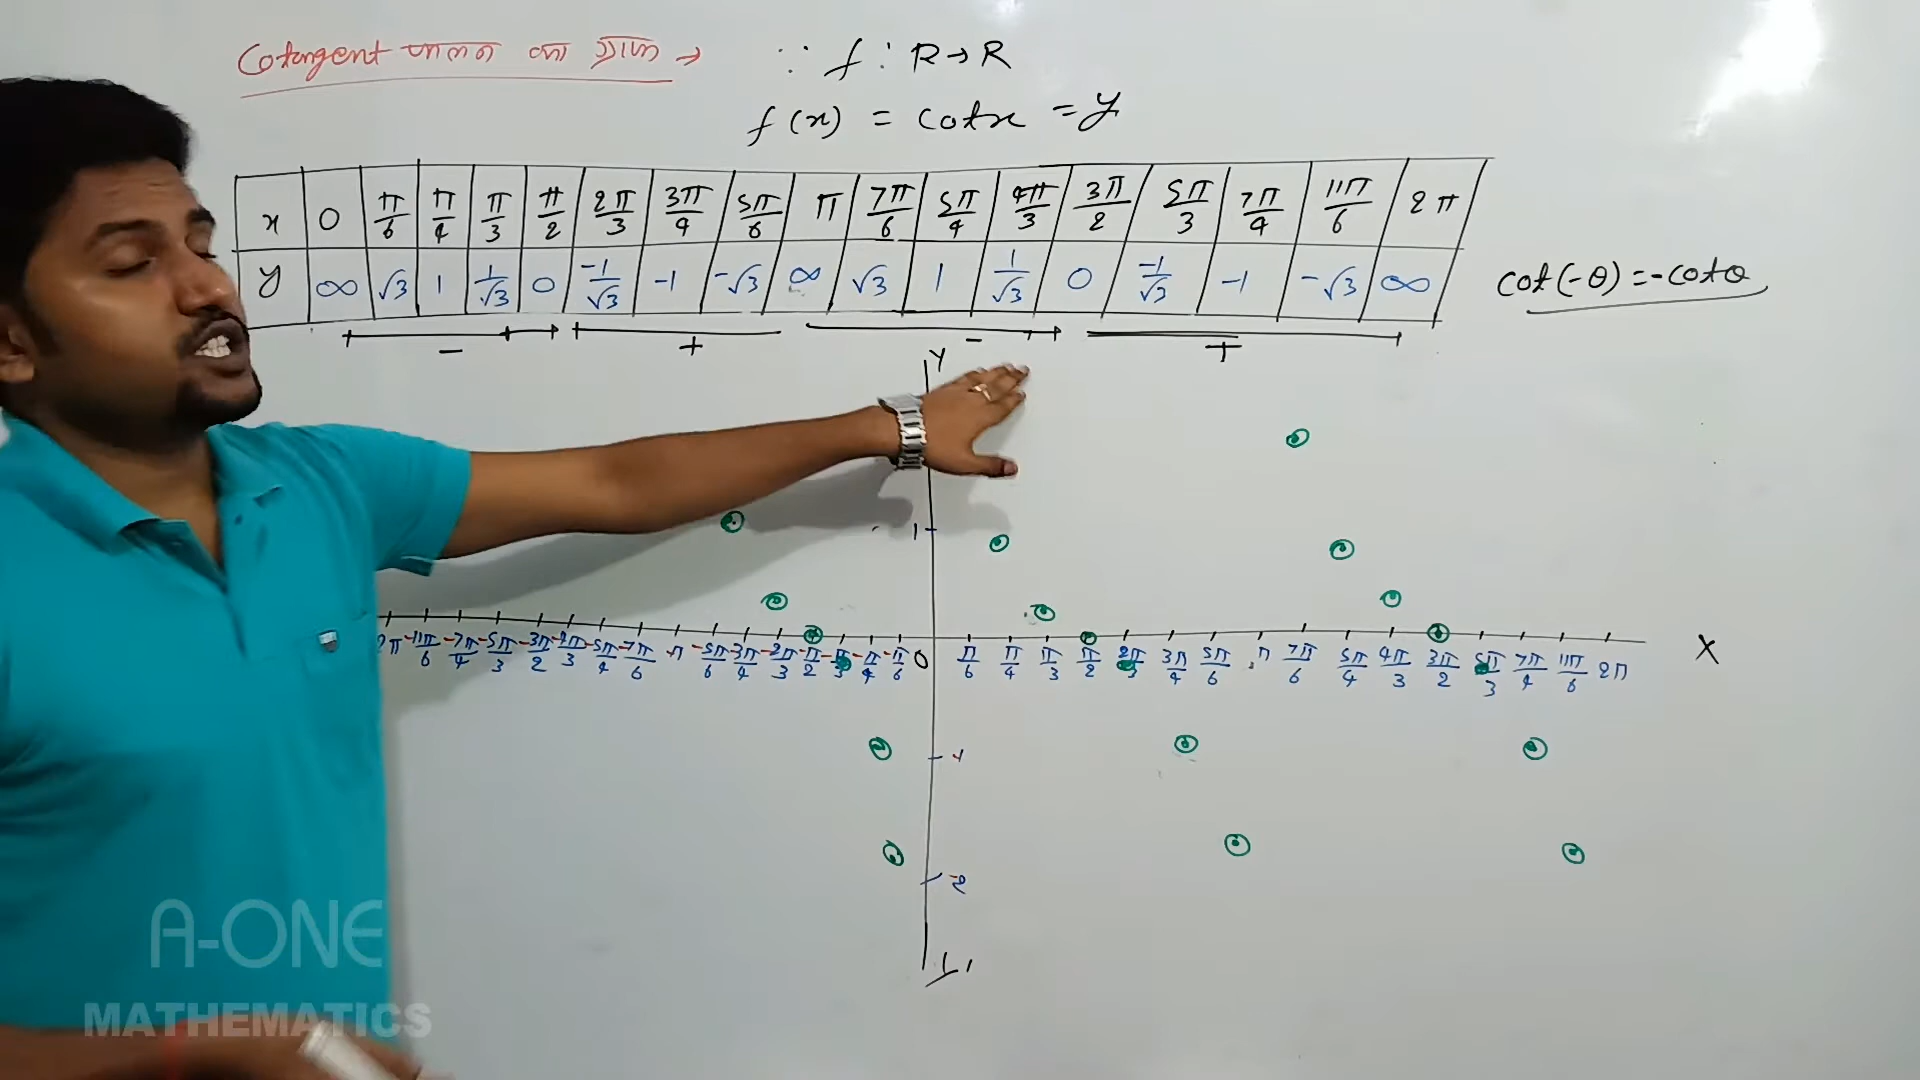 Cotangent फलन का ग्राफ → ∵ f : R→R
f(x) = cotx = y
x 0 π/6 π/4 π/3 π/2 2π/3 3π/4 5π/6 π 7π/6 5π/4 4π/3 3π/2 5π/3 7π/4 11π/6 2π
y ∞ √3 1 1/√3 0 -1/√3 -1 -√3 ∞ √3 1 1/√3 0 -1/√3 -1 -√3 ∞
cot(-θ) = -cotθ
- + - +
Y
1
-11π/6 -7π/4 -5π/3 -3π/2 -4π/3 -5π/4 -7π/6 -π -5π/6 -3π/4 -2π/3 -π/2 -π/4 -π/6 0 π/6 π/4 π/3 π/2 2π/3 3π/4 5π/6 π 7π/6 5π/4 4π/3 3π/2 5π/3 7π/4 11π/6 2π X
-1
-2
A-ONE
MATHEMATICS